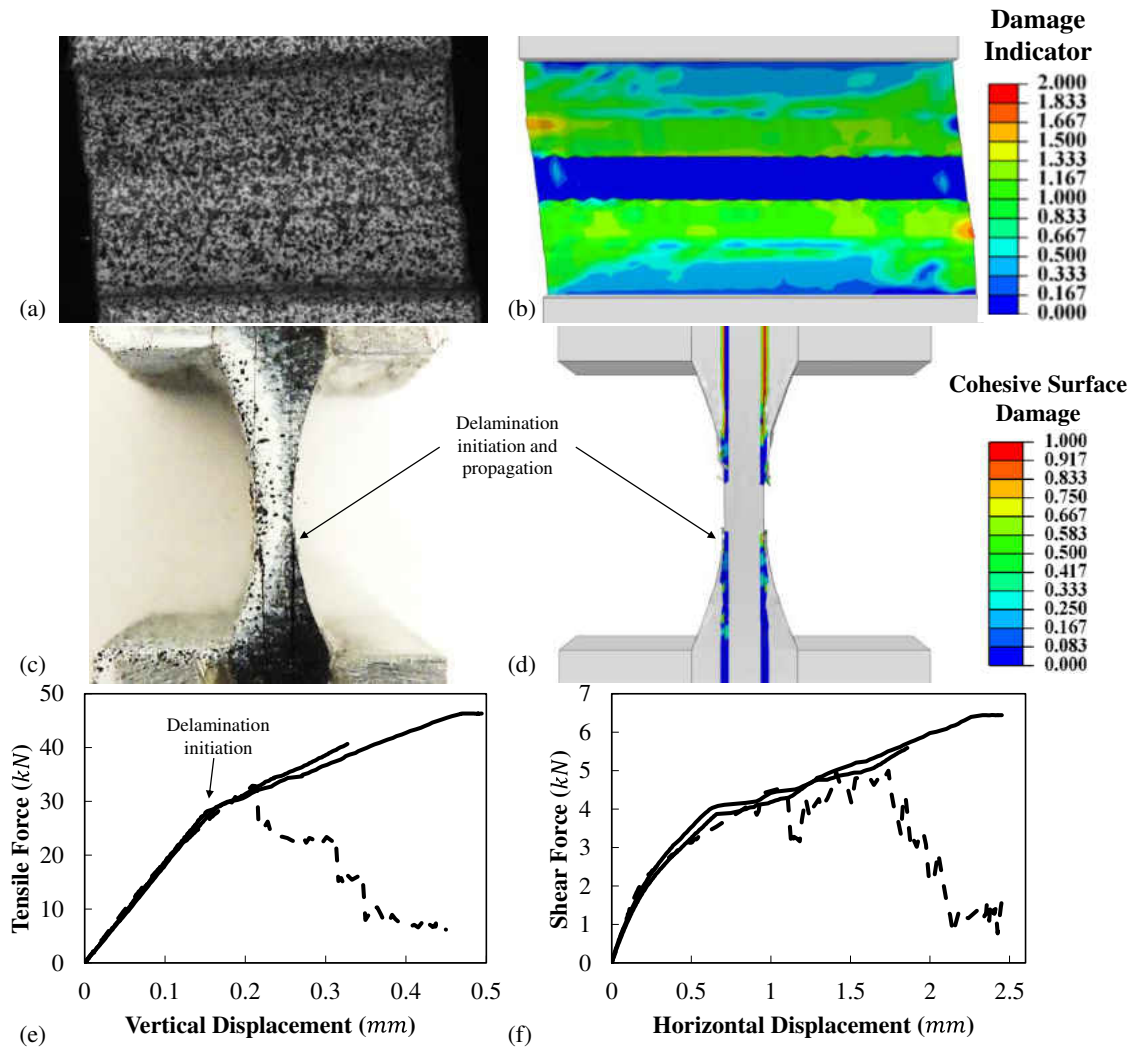 Damage
Indicator
2.000
1.833
1.667
1.500
1.333
1.167
1.000
0.833
0.667
0.500
0.333
0.167
0.000
(a)
(b)
Delamination
initiation and
propagation
Cohesive Surface
Damage
1.000
0.917
0.833
0.750
0.667
0.583
0.500
0.417
0.333
0.250
0.167
0.083
0.000
(c)
(d)
50
40
30
20
10
0
Tensile Force (kN)
Delamination
initiation
0 0.1 0.2 0.3 0.4 0.5
Vertical Displacement (mm)
(e)
7
6
5
4
3
2
1
0
Shear Force (kN)
0 0.5 1 1.5 2 2.5
Horizontal Displacement (mm)
(f)